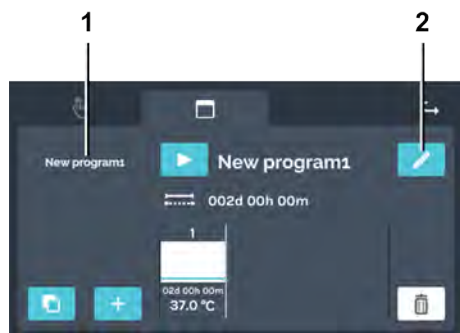 1 2
New program1
New program1
002d 00h 00m
1
02d 00h 00m
37.0 °C